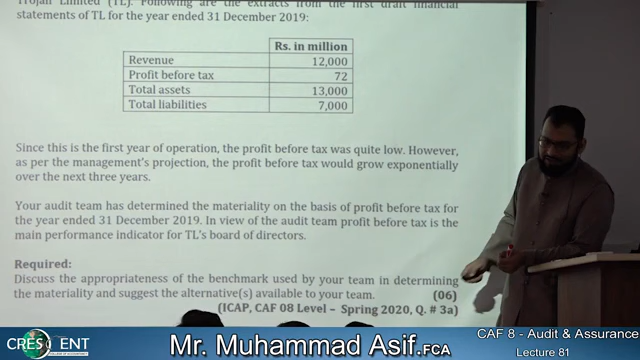 Trojan Limited (TL). Following are the extracts from the first draft financial
statements of TL for the year ended 31 December 2019:
Rs. in million
Revenue 12,000
Profit before tax 72
Total assets 13,000
Total liabilities 7,000
Since this is the first year of operation, the profit before tax was quite low. However,
as per the management's projection, the profit before tax would grow exponentially
over the next three years.
Your audit team has determined the materiality on the basis of profit before tax for
the year ended 31 December 2019. In view of the audit team profit before tax is the
main performance indicator for TL's board of directors.
Required:
Discuss the appropriateness of the benchmark used by your team in determining
the materiality and suggest the alternative(s) available to your team. (06)
(ICAP, CAF 08 Level – Spring 2020, Q. # 3a)
CRESCENT
COLLEGE OF ACCOUNTANCY
Mr. Muhammad Asif.FCA
CAF 8 - Audit & Assurance
Lecture 81